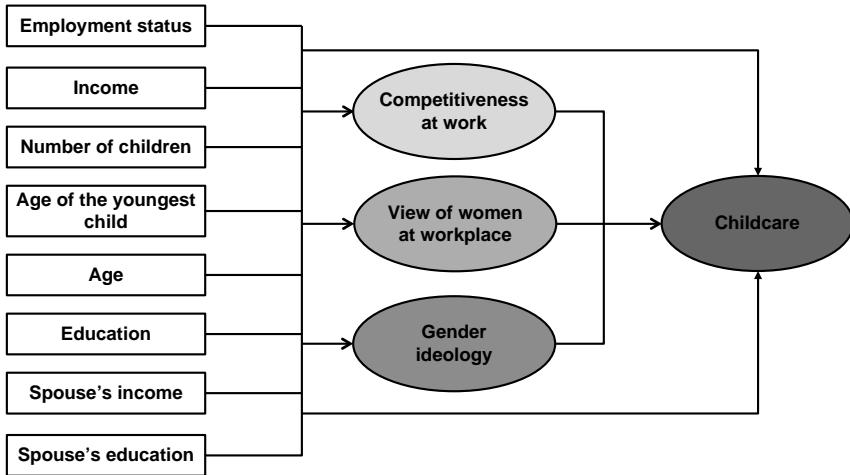 Employment status
Income
Number of children
Age of the youngest
child
Age
Education
Spouse's income
Spouse's education
Competitiveness
at work
View of women
at workplace
Gender
ideology
Childcare